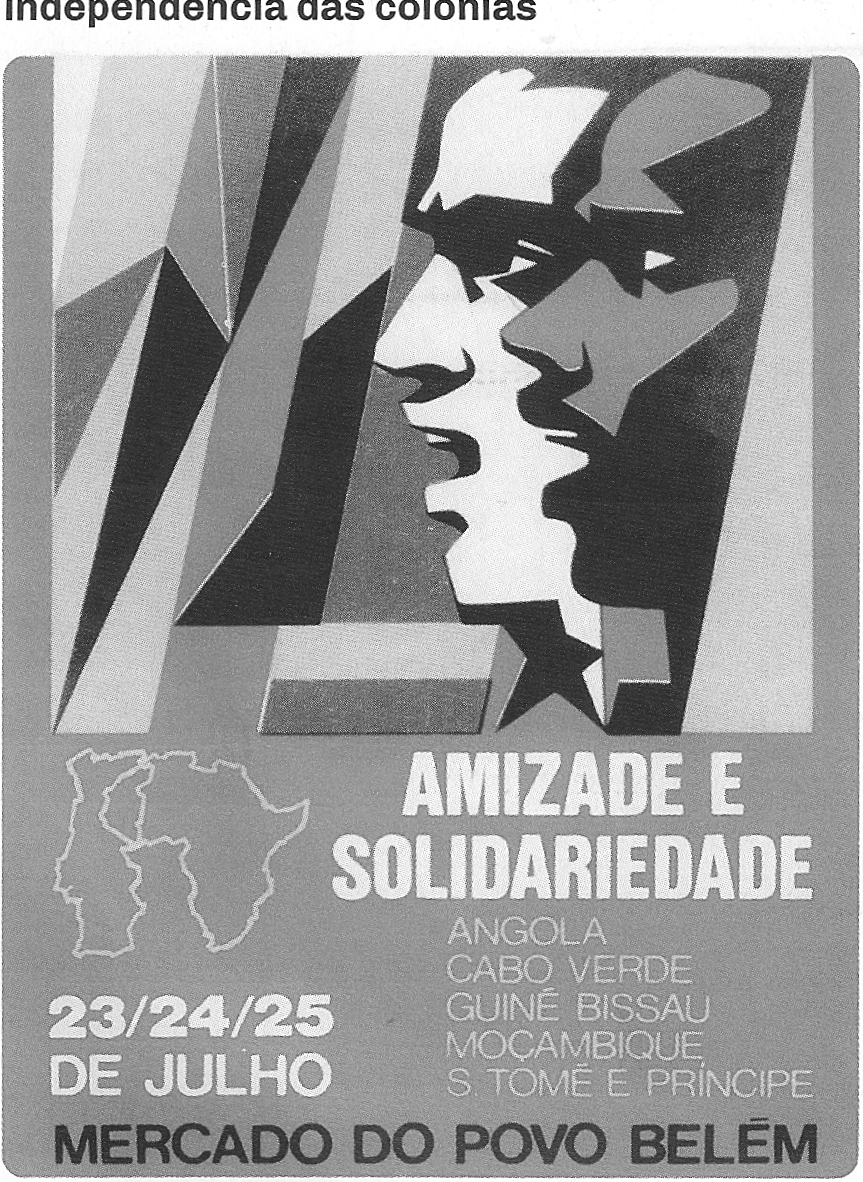 independência das colónias
AMIZADE E
SOLIDARIEDADE
ANGOLA
CABO VERDE
GUINÉ BISSAU
MOÇAMBIQUE
S. TOMÉ E PRÍNCIPE
23/24/25
DE JULHO
MERCADO DO POVO BELÉM